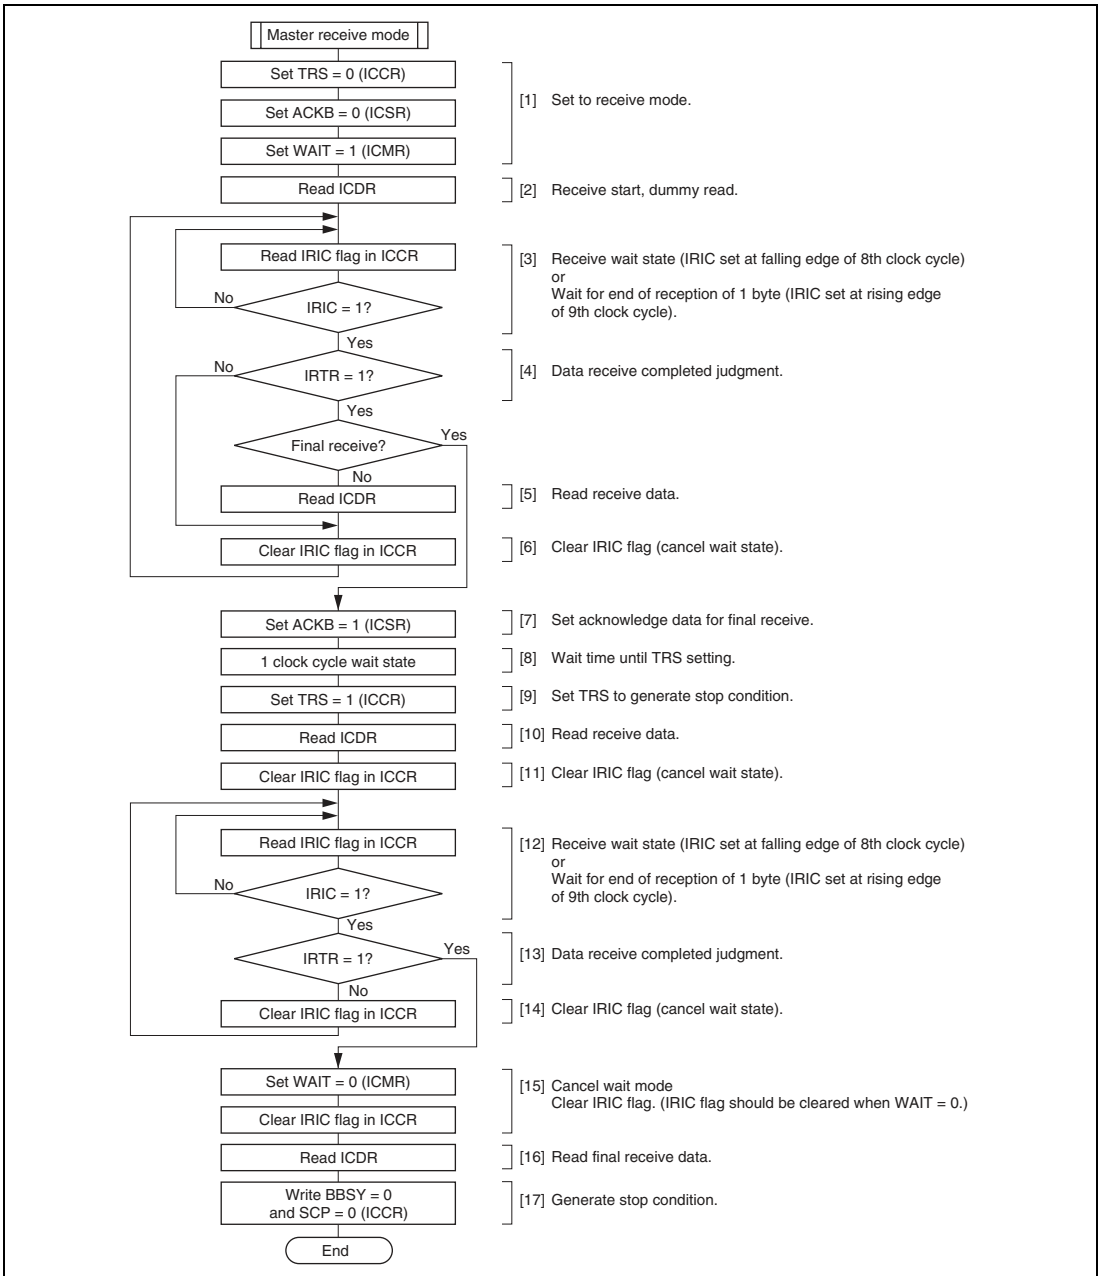 Master receive mode
Set TRS = 0 (ICCR)
[1] Set to receive mode.
Set ACKB = 0 (ICSR)
Set WAIT = 1 (ICMR)
Read ICDR
[2] Receive start, dummy read.
Read IRIC flag in ICCR
[3] Receive wait state (IRIC set at falling edge of 8th clock cycle)
or
Wait for end of reception of 1 byte (IRIC set at rising edge
of 9th clock cycle).
No
IRIC = 1?
Yes
No
IRTR = 1?
[4] Data receive completed judgment.
Yes
Final receive?
Yes
No
Read ICDR
[5] Read receive data.
Clear IRIC flag in ICCR
[6] Clear IRIC flag (cancel wait state).
Set ACKB = 1 (ICSR)
[7] Set acknowledge data for final receive.
1 clock cycle wait state
[8] Wait time until TRS setting.
Set TRS = 1 (ICCR)
[9] Set TRS to generate stop condition.
Read ICDR
[10] Read receive data.
Clear IRIC flag in ICCR
[11] Clear IRIC flag (cancel wait state).
Read IRIC flag in ICCR
[12] Receive wait state (IRIC set at falling edge of 8th clock cycle)
or
Wait for end of reception of 1 byte (IRIC set at rising edge
of 9th clock cycle).
No
IRIC = 1?
Yes
IRTR = 1?
Yes
[13] Data receive completed judgment.
No
Clear IRIC flag in ICCR
[14] Clear IRIC flag (cancel wait state).
Set WAIT = 0 (ICMR)
[15] Cancel wait mode
Clear IRIC flag. (IRIC flag should be cleared when WAIT = 0.)
Clear IRIC flag in ICCR
Read ICDR
[16] Read final receive data.
Write BBSY = 0
and SCP = 0 (ICCR)
[17] Generate stop condition.
End